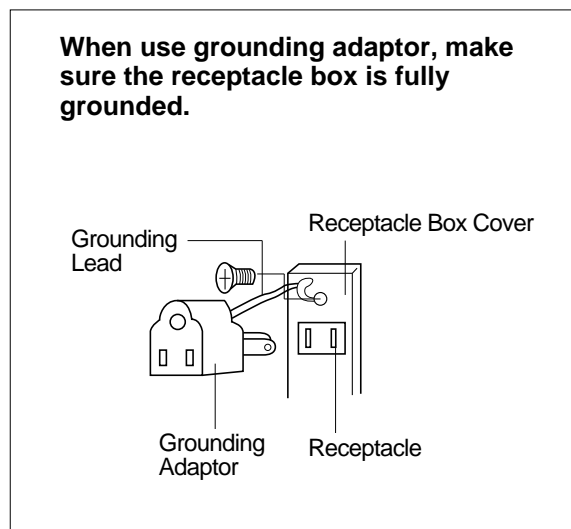 When use grounding adaptor, make
sure the receptacle box is fully
grounded.
Receptacle Box Cover
Grounding
Lead
Grounding
Adaptor
Receptacle